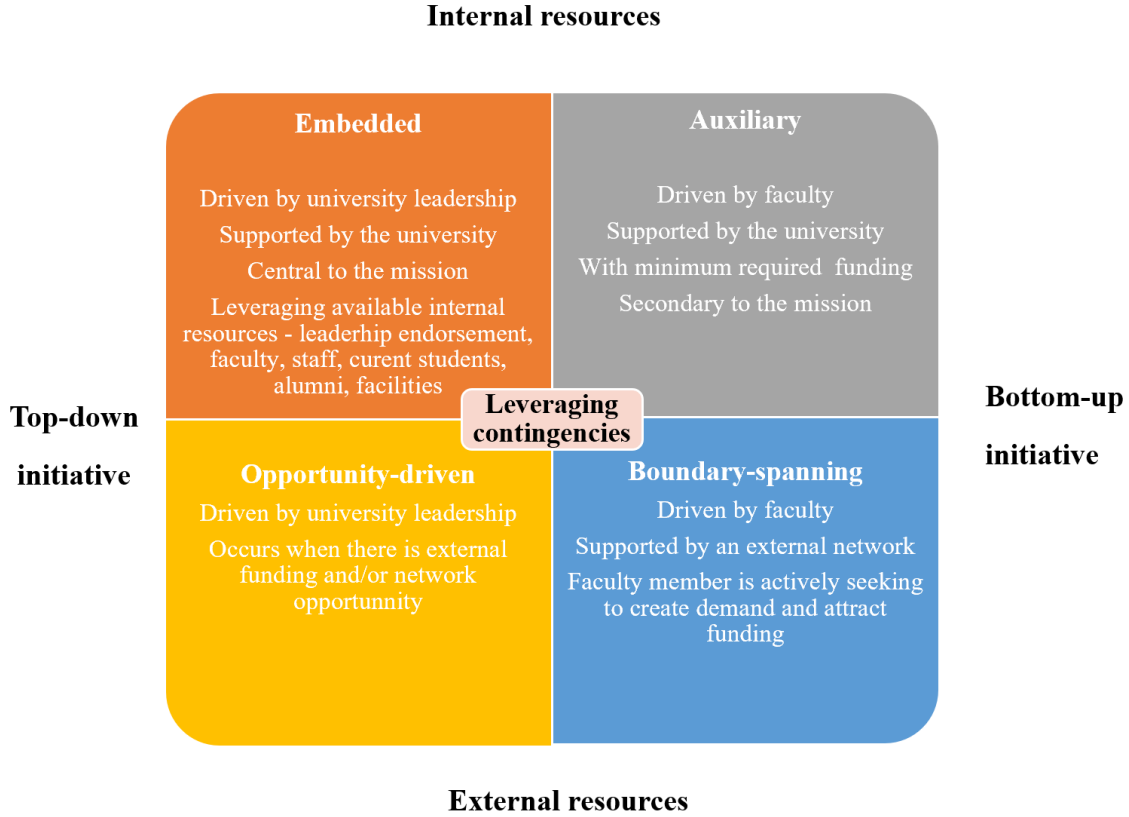 Internal resources
Embedded
Driven by university leadership
Supported by the university
Central to the mission
Leveraging available internal
resources - leaderhip endorsement,
faculty, staff, curent students,
alumni, facilities
Auxiliary
Driven by faculty
Supported by the university
With minimum required  funding
Secondary to the mission
Top-down
initiative
Leveraging
contingencies
Bottom-up
initiative
Opportunity-driven
Driven by university leadership
Occurs when there is external
funding and/or network
opportunnity
Boundary-spanning
Driven by faculty
Supported by an external network
Faculty member is actively seeking
to create demand and attract
funding
External resources